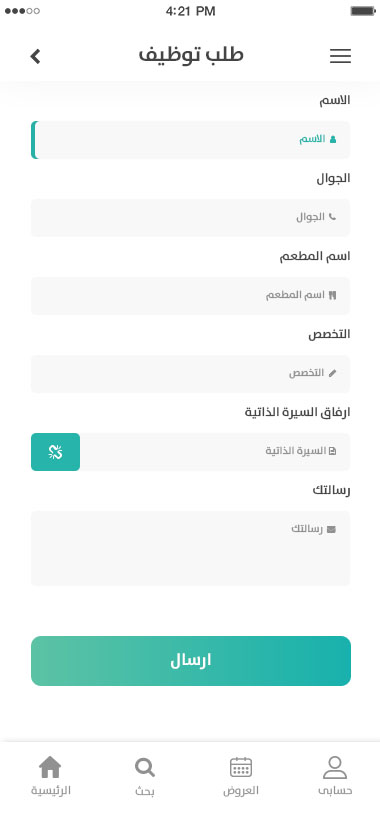 4:21 PM
طلب توظيف
الاسم
الاسم
الجوال
الجوال
اسم المطعم
اسم المطعم
التخصص
التخصص
ارفاق السيرة الذاتية
السيرة الذاتية
رسالتك
رسالتك
ارسال
حسابى
العروض
بحث
الرئيسية